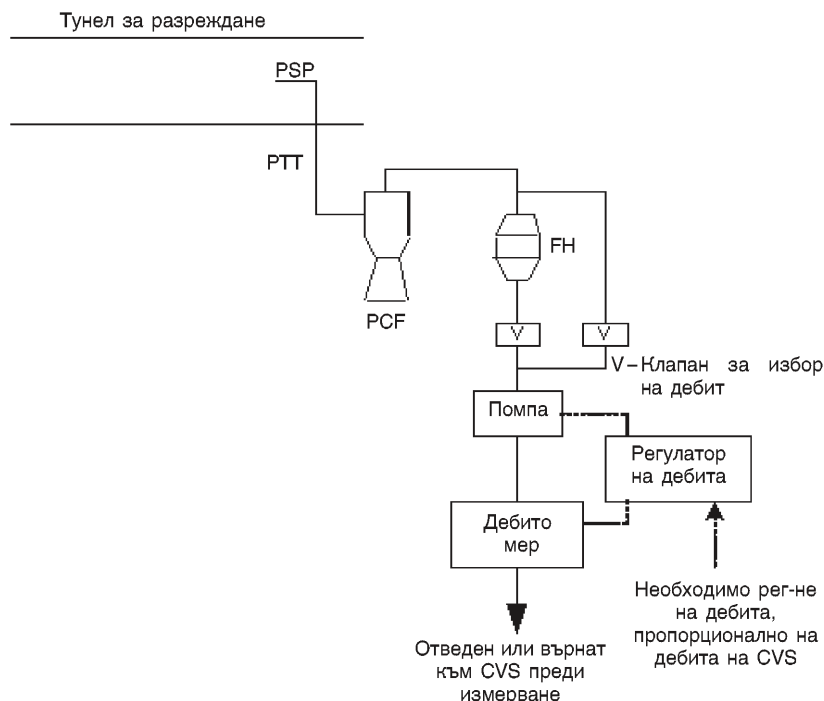 Тунел за разреждане
PSP
PTT
PCF
FH
V
V
V – Клапан за избор
на дебит
Помпа
Регулатор
на дебита
Дебито
мер
Необходимо рег-не
на дебита,
пропорционално на
дебита на CVS
Отведен или върнат
към CVS преди
измерване